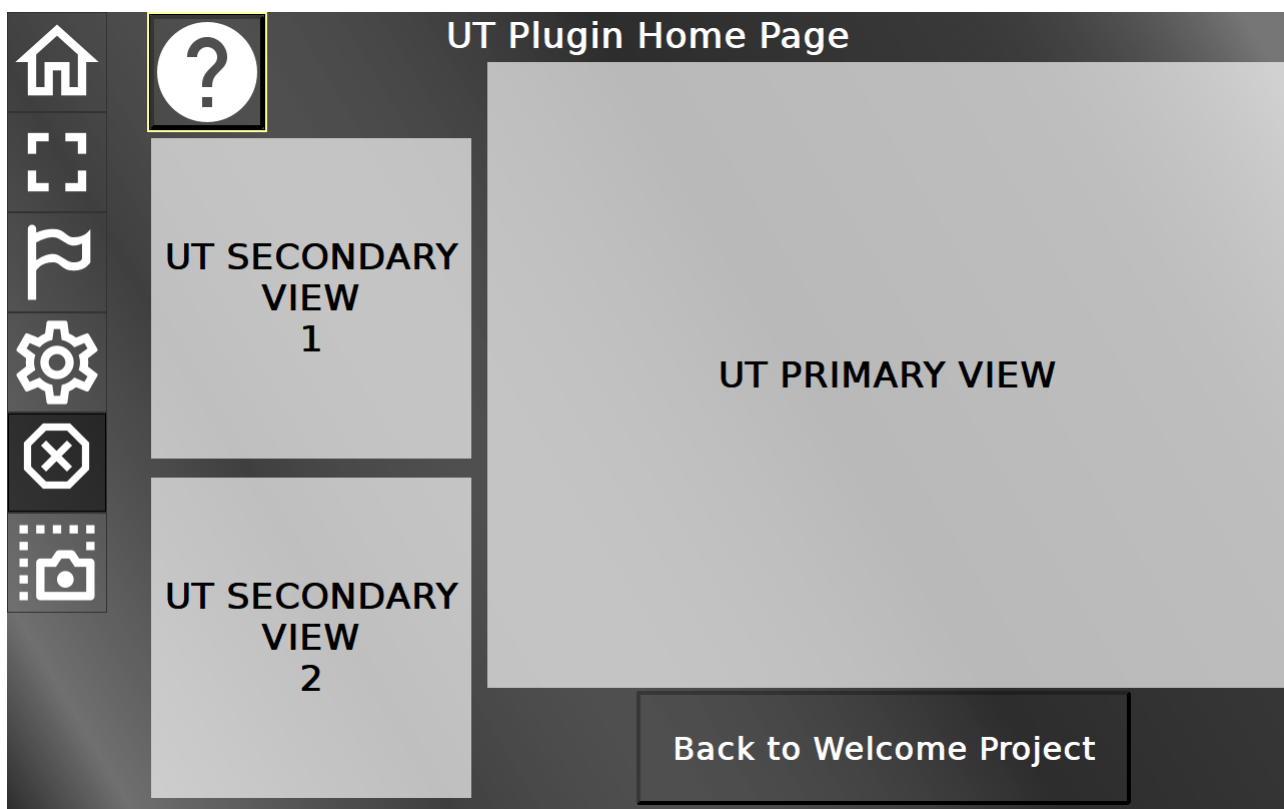 UT Plugin Home Page
?
UT SECONDARY
VIEW
1
UT PRIMARY VIEW
UT SECONDARY
VIEW
2
Back to Welcome Project